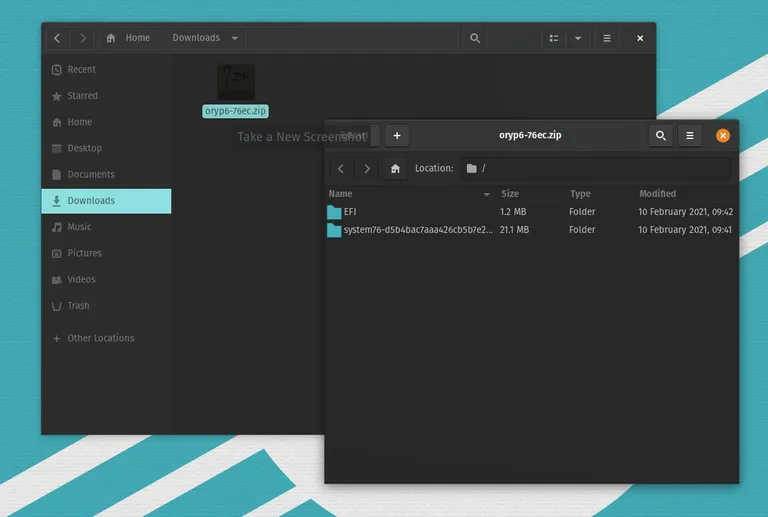 Home
Downloads
Recent
Starred
Home
Desktop
Documents
Downloads
Music
Pictures
Videos
Trash
Other Locations
ZIP
oryp6-76ec.zip
Take a New Screenshot
oryp6-76ec.zip
Location: /
Name Size Type Modified
EFI 1.2 MB Folder 10 February 2021, 09:42
system76-d5b4bac7aaa426cb5b7e2... 21.1 MB Folder 10 February 2021, 09:41